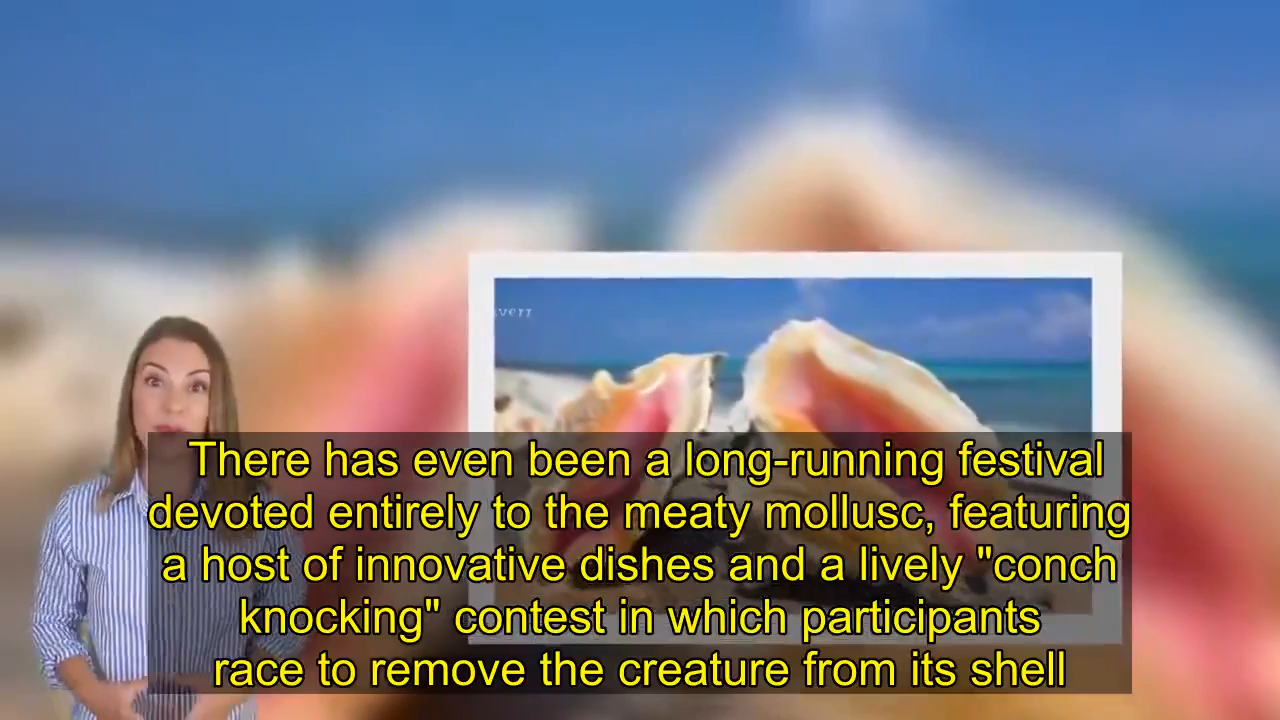 There has even been a long-running festival
devoted entirely to the meaty mollusc, featuring
a host of innovative dishes and a lively "conch
knocking" contest in which participants
race to remove the creature from its shell